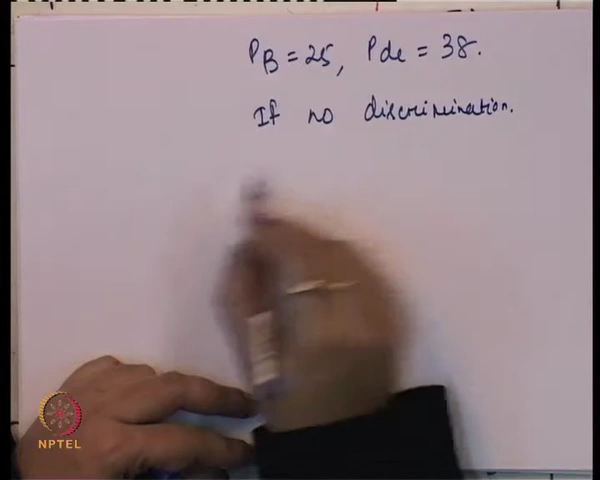 PB = 25, Pde = 38.
If no discrimination.
NPTEL